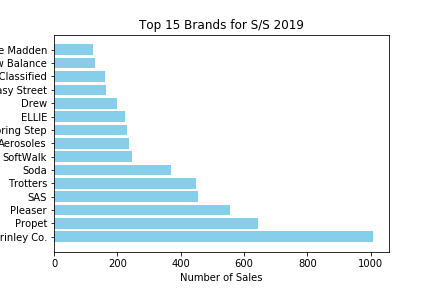 Top 15 Brands for S/S 2019
e Madden
w Balance
Classified
asy Street
Drew
ELLIE
oring Step
Aerosoles
SoftWalk
Soda
Trotters
SAS
Pleaser
Propet
rinley Co.
0 200 400 600 800 1000
Number of Sales